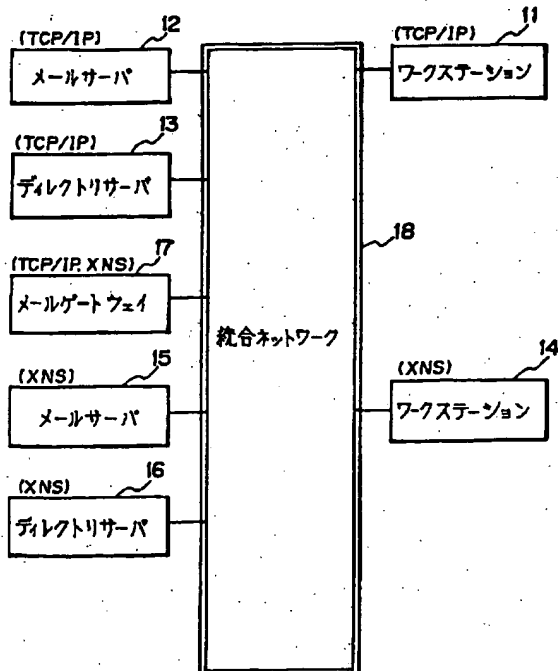 (TCP/IP)
12
メールサーバ
(TCP/IP)
13
ディレクトリサーバ
(TCP/IP, XNS)
17
メールゲートウェイ
(XNS)
15
メールサーバ
(XNS)
16
ディレクトリサーバ
統合ネットワーク
(TCP/IP)
11
ワークステーション
18
(XNS)
14
ワークステーション